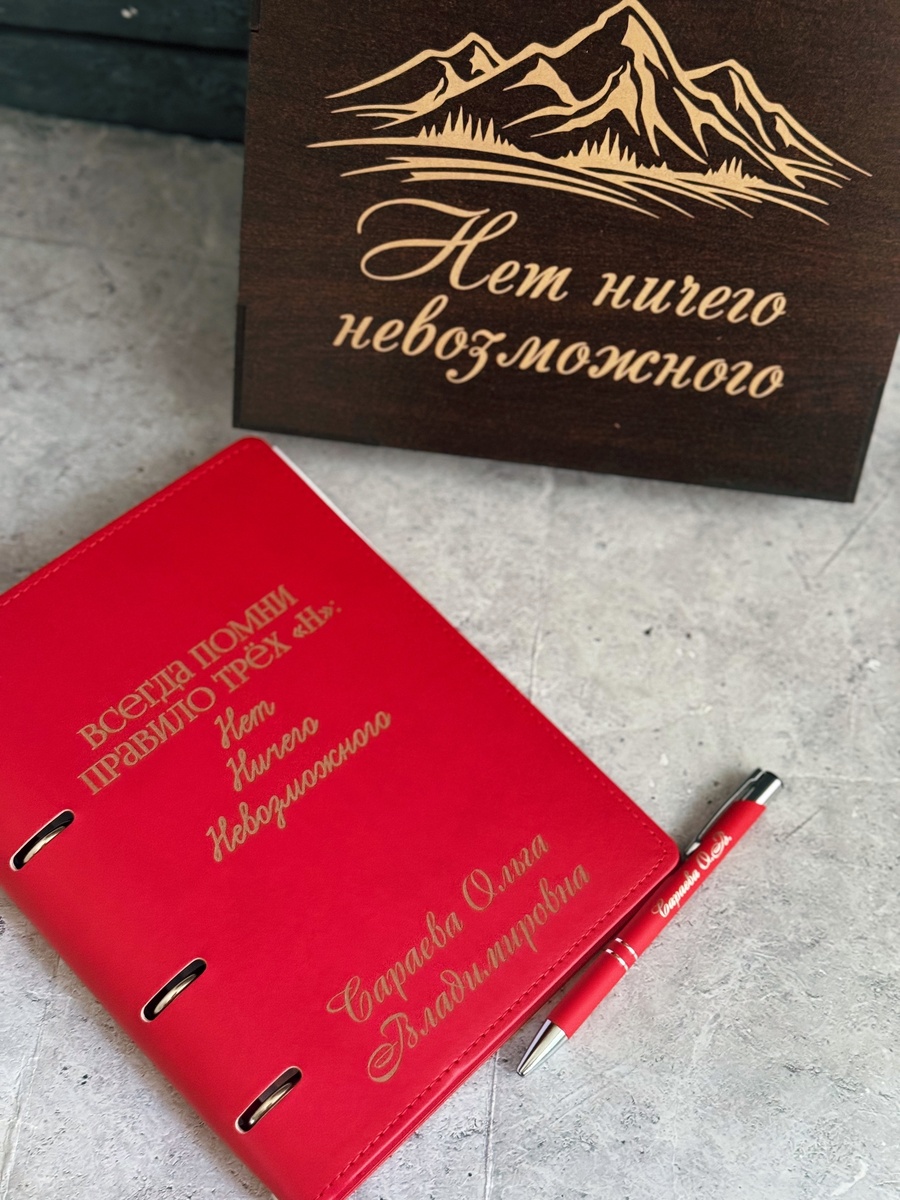 Нет ничего
невозможного
всегда помни
правило трёх «Н»:
Нет
Ничего
Невозможного
Сараева Ольга
Владимировна
Сараева О.В.